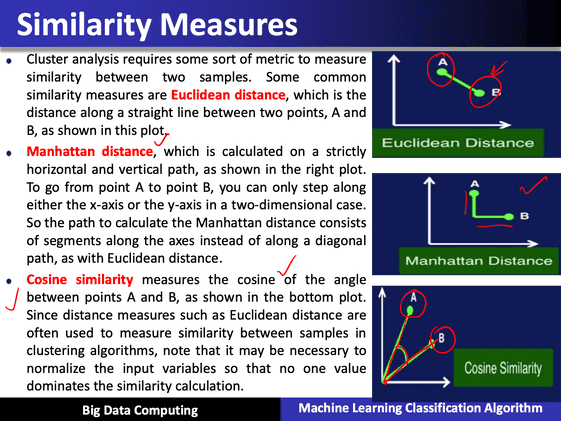 Similarity Measures
Cluster analysis requires some sort of metric to measure
similarity between two samples. Some common
similarity measures are Euclidean distance, which is the
distance along a straight line between two points, A and
B, as shown in this plot.
Manhattan distance, which is calculated on a strictly
horizontal and vertical path, as shown in the right plot.
To go from point A to point B, you can only step along
either the x-axis or the y-axis in a two-dimensional case.
So the path to calculate the Manhattan distance consists
of segments along the axes instead of along a diagonal
path, as with Euclidean distance.
Cosine similarity measures the cosine of the angle
between points A and B, as shown in the bottom plot.
Since distance measures such as Euclidean distance are
often used to measure similarity between samples in
clustering algorithms, note that it may be necessary to
normalize the input variables so that no one value
dominates the similarity calculation.
A
B
Euclidean Distance
A
B
Manhattan Distance
A
B
Cosine Similarity
Big Data Computing
Machine Learning Classification Algorithm